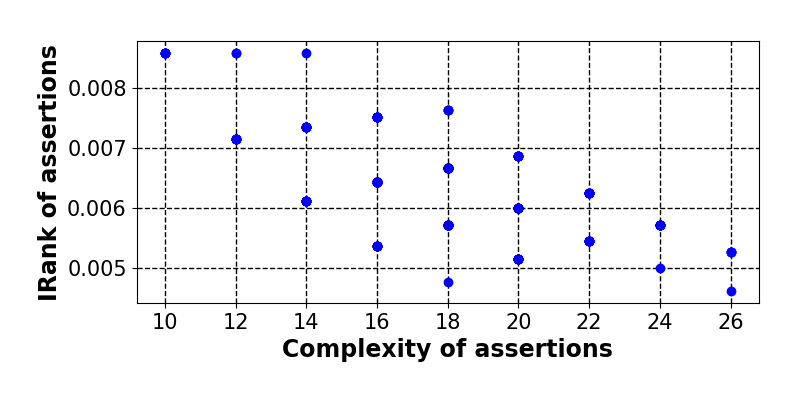 IRank of assertions
0.008
0.007
0.006
0.005
10 12 14 16 18 20 22 24 26
Complexity of assertions